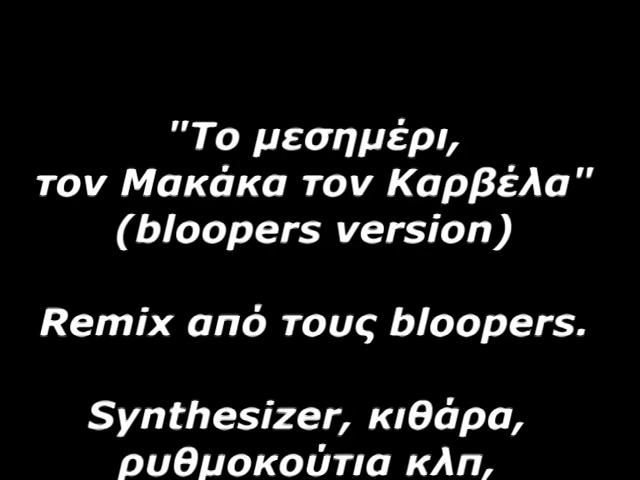 "Το μεσημέρι,
τον Μακάκα τον Καρβέλα"
(bloopers version)
Remix από τους bloopers.
Synthesizer, κιθάρα,
ρυθμοκούτια κλπ,